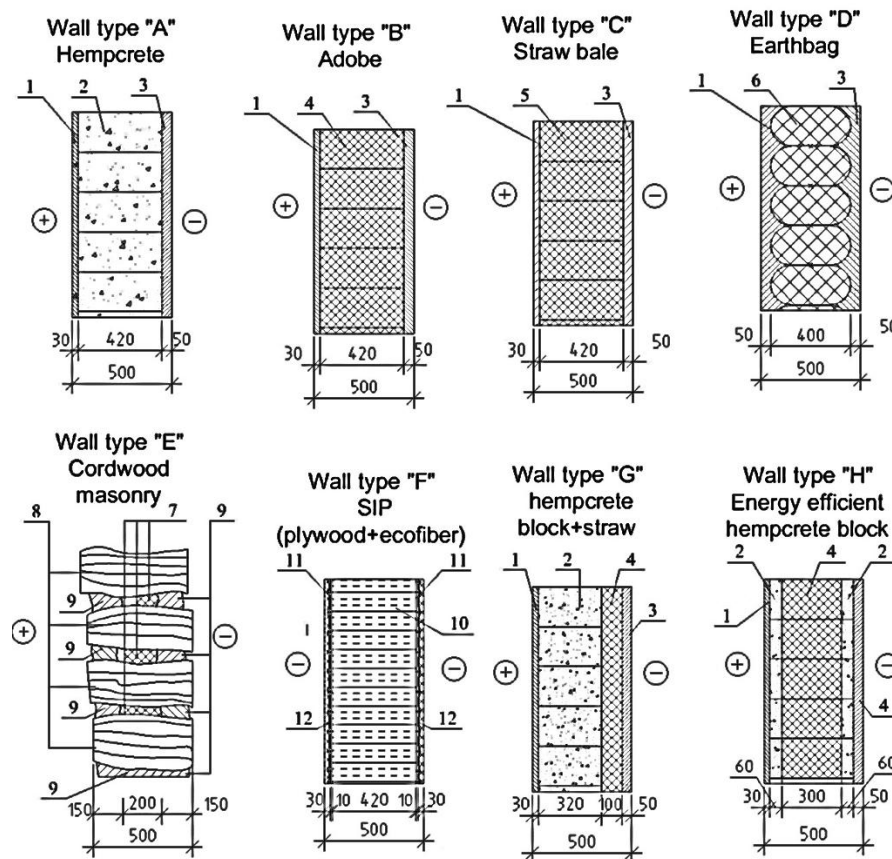 Wall type "A"
Hempcrete
1 2 3
+ −
30 420 50
500
Wall type "B"
Adobe
1 4 3
+ −
30 420 50
500
Wall type "C"
Straw bale
1 5 3
+ −
30 420 50
500
Wall type "D"
Earthbag
1 6 3
+ −
50 400 50
500
Wall type "E"
Cordwood
masonry
8 7 9
9
+ −
9
9
9
150 200 150
500
Wall type "F"
SIP
(plywood+ecofiber)
11 11
10
− −
12 12
30 10 420 10 30
500
Wall type "G"
hempcrete
block+straw
1 2 4
3
+ −
30 320 100 50
500
Wall type "H"
Energy efficient
hempcrete block
2 4 2
1
+ −
4
60 60
30 300 50
500